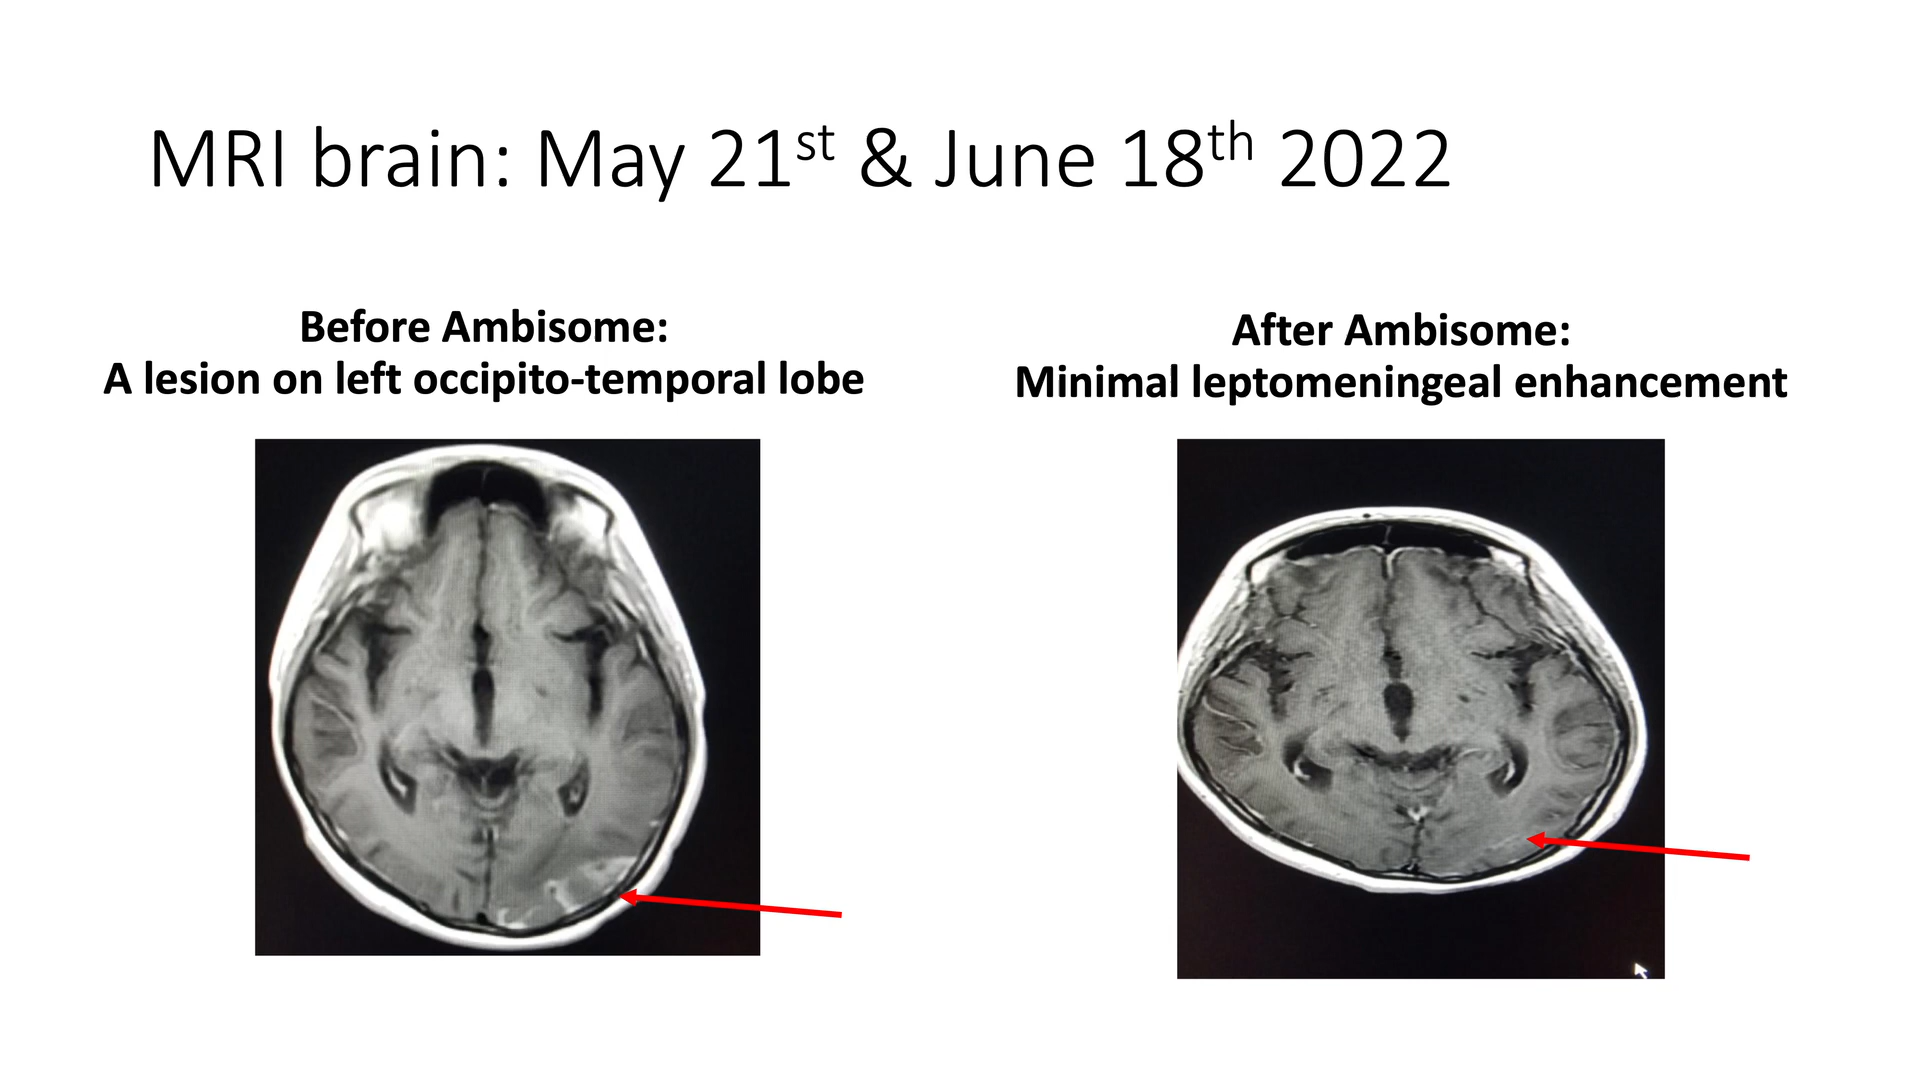 MRI brain: May 21st & June 18th 2022
Before Ambisome:
A lesion on left occipito-temporal lobe
After Ambisome:
Minimal leptomeningeal enhancement